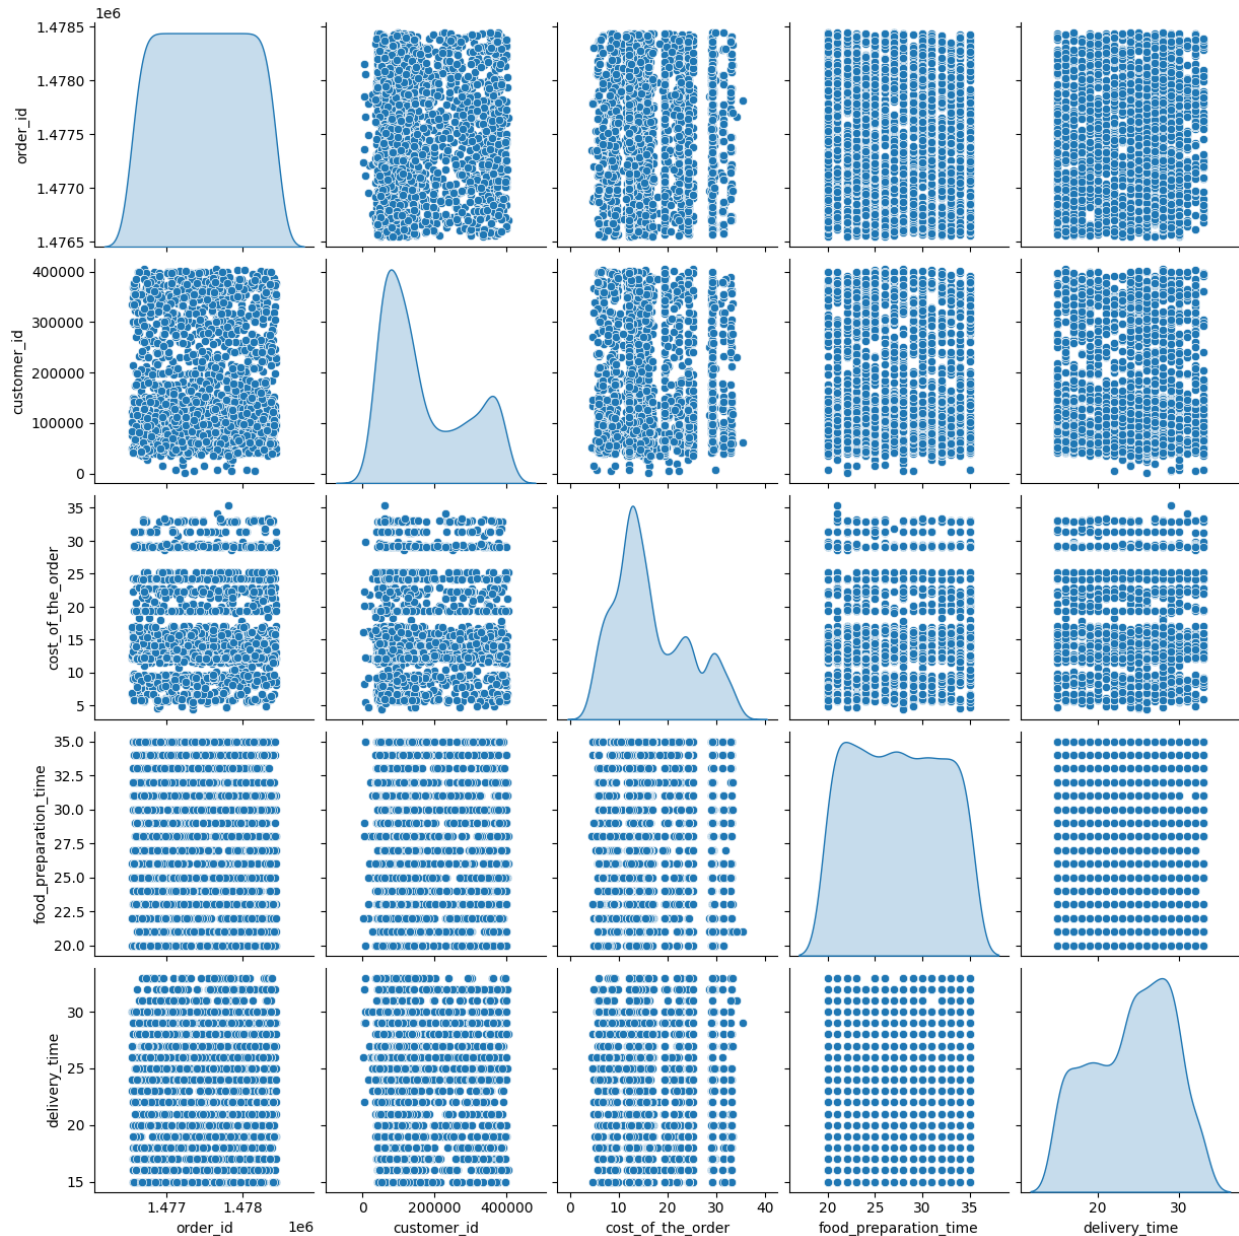 1e6
1.4785
1.4780
1.4775
1.4770
1.4765
order_id
400000
300000
200000
100000
0
customer_id
35
30
25
20
15
10
5
cost_of_the_order
35.0
32.5
30.0
27.5
25.0
22.5
20.0
food_preparation_time
30
25
20
15
delivery_time
1.477 1.478
order_id 1e6
0 200000 400000
customer_id
0 10 20 30 40
cost_of_the_order
20 25 30 35
food_preparation_time
20 30
delivery_time